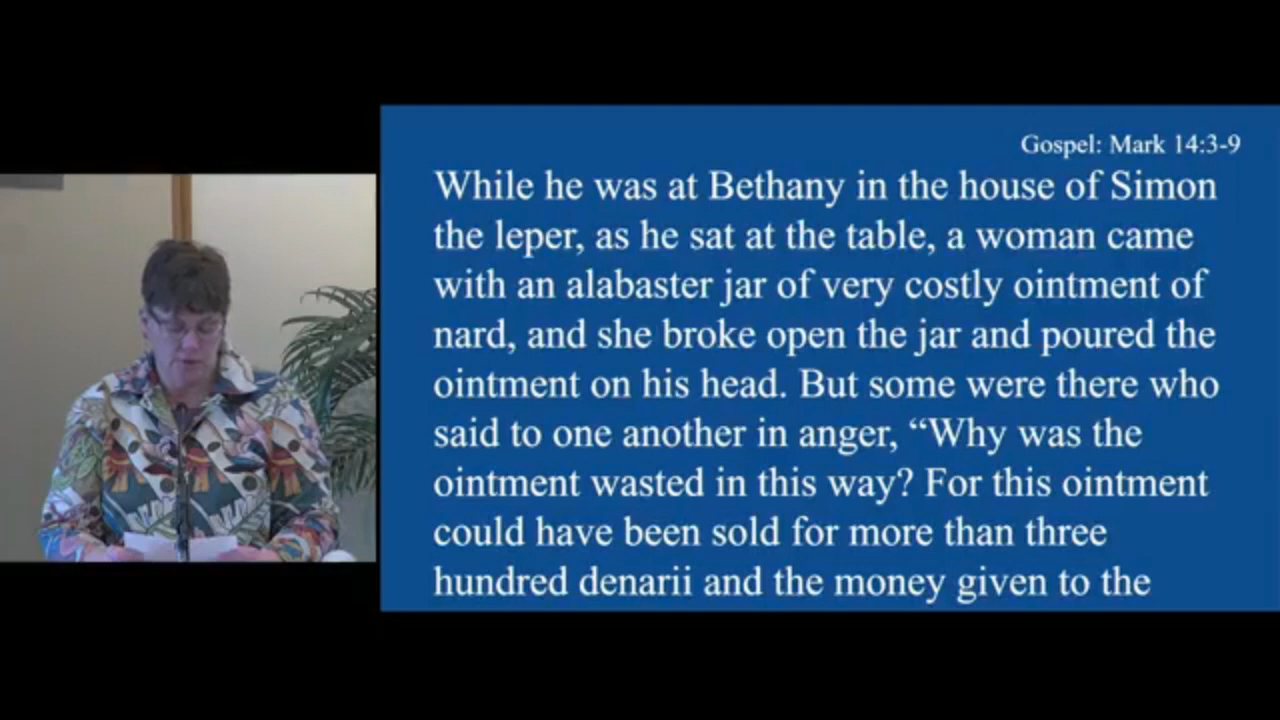 Gospel: Mark 14:3-9
While he was at Bethany in the house of Simon
the leper, as he sat at the table, a woman came
with an alabaster jar of very costly ointment of
nard, and she broke open the jar and poured the
ointment on his head. But some were there who
said to one another in anger, “Why was the
ointment wasted in this way? For this ointment
could have been sold for more than three
hundred denarii and the money given to the